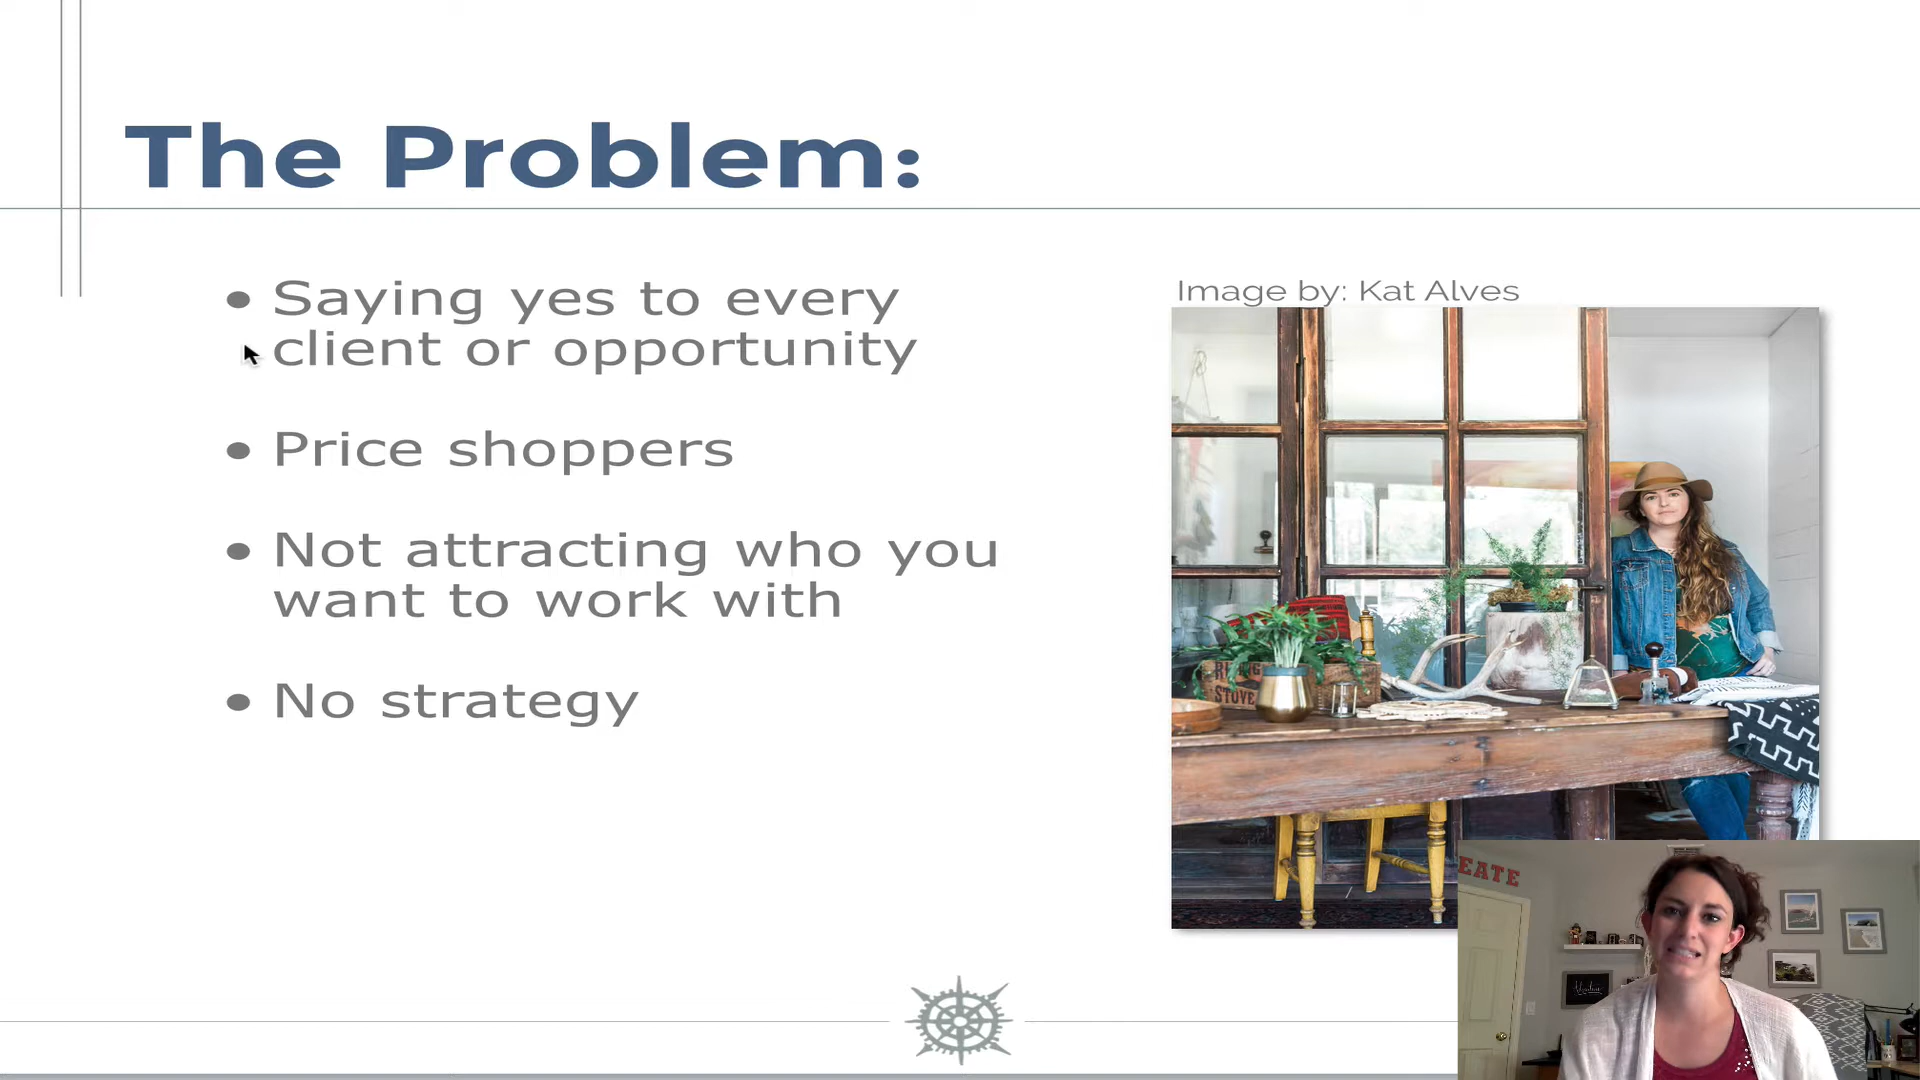 The Problem:
• Saying yes to every
client or opportunity
• Price shoppers
• Not attracting who you
want to work with
• No strategy
Image by: Kat Alves
STOVE
EATE